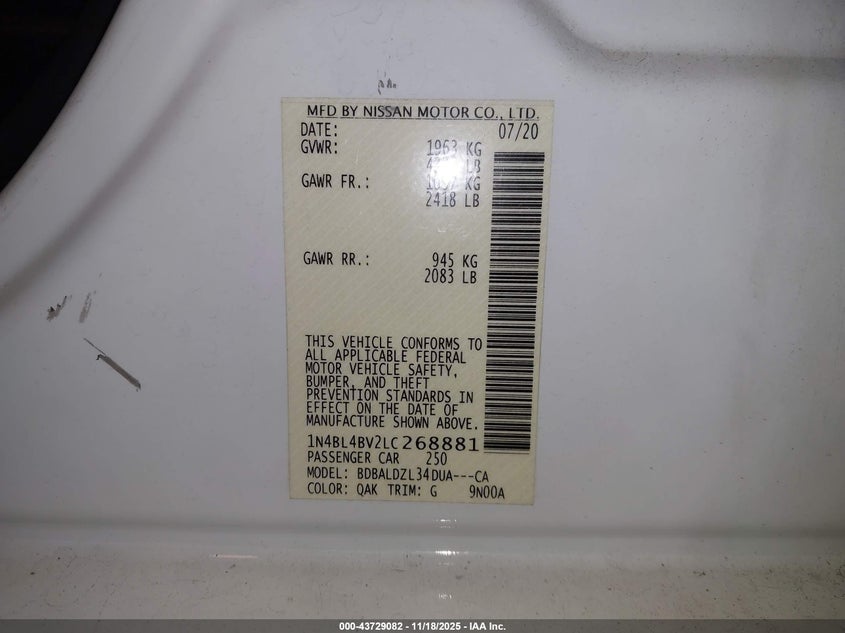 MFD BY NISSAN MOTOR CO., LTD.
DATE: 07/20
GVWR: 1963 KG
LB
GAWR FR.: KG
2418 LB
GAWR RR.: 945 KG
2083 LB
THIS VEHICLE CONFORMS TO
ALL APPLICABLE FEDERAL
MOTOR VEHICLE SAFETY,
BUMPER, AND THEFT
PREVENTION STANDARDS IN
EFFECT ON THE DATE OF
MANUFACTURE SHOWN ABOVE.
1N4BL4BV2LC268881
PASSENGER CAR 250
MODEL: BDBALDZL34DUA---CA
COLOR: QAK TRIM: G 9N00A
000-43729082 - 11/18/2025 - IAA Inc.